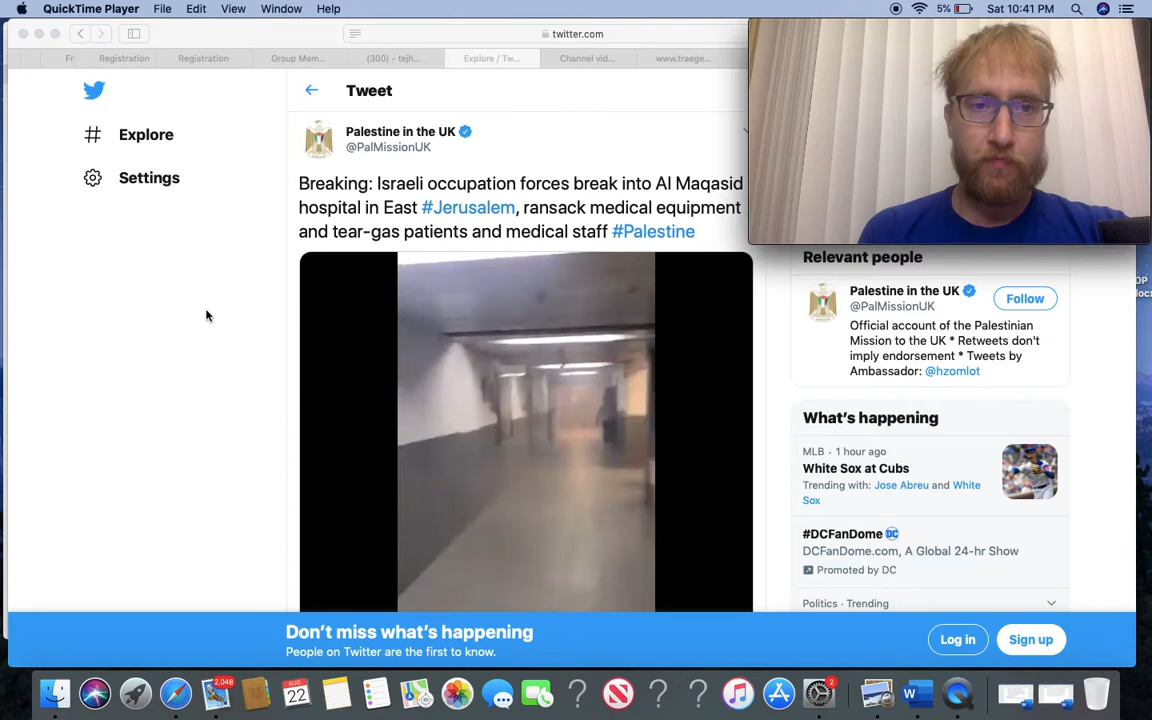 QuickTime Player File Edit View Window Help 5% Sat 10:41 PM
twitter.com
Fr Registration Registration Group Mem... (300) – tejh... Explore / Tw... Channel vid... www.traege...
Tweet
Explore
Settings
Palestine in the UK
@PalMissionUK
Breaking: Israeli occupation forces break into Al Maqasid
hospital in East #Jerusalem, ransack medical equipment
and tear-gas patients and medical staff #Palestine
Relevant people
Palestine in the UK
@PalMissionUK
Follow
Official account of the Palestinian
Mission to the UK * Retweets don't
imply endorsement * Tweets by
Ambassador: @hzomlot
What's happening
MLB · 1 hour ago
White Sox at Cubs
Trending with: Jose Abreu and White
Sox
#DCFanDome DC
DCFanDome.com, A Global 24-hr Show
Promoted by DC
Politics · Trending
Don't miss what's happening
People on Twitter are the first to know.
Log in Sign up
2,048
AUG
22
2